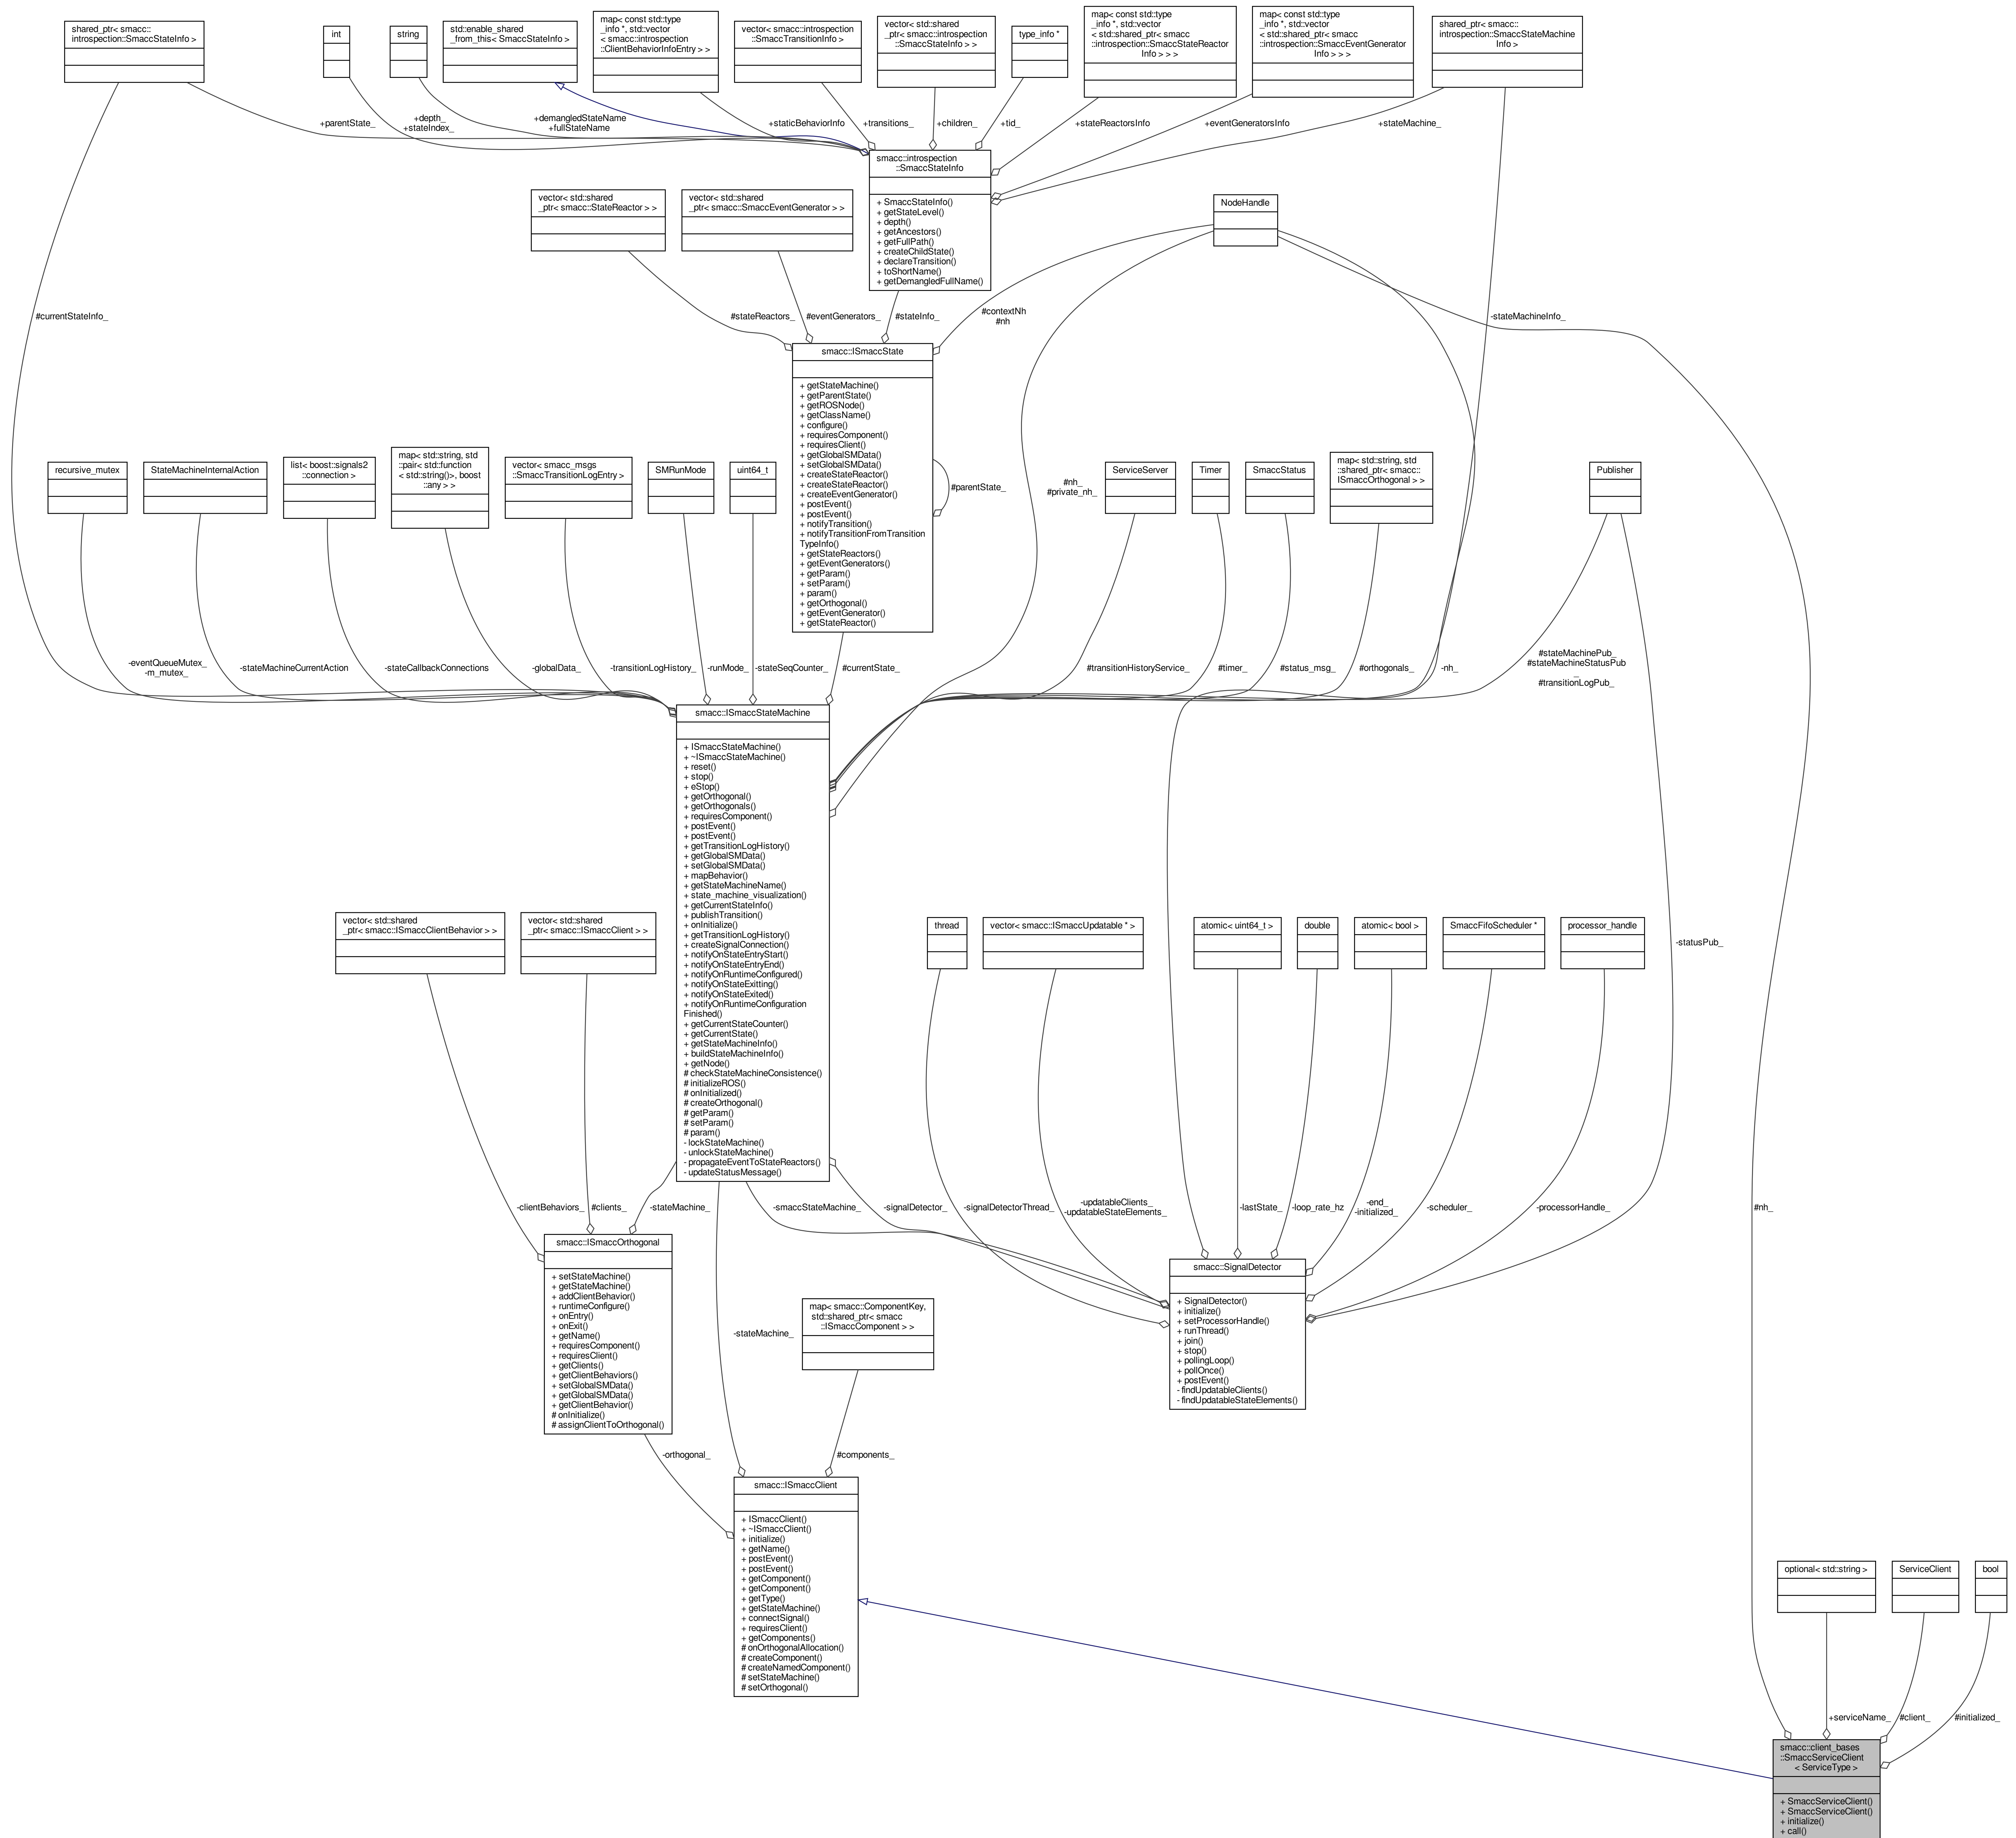 shared_ptr< smacc::
introspection::SmaccStateInfo >
int
string
std::enable_shared
_from_this< SmaccStateInfo >
map< const std::type
_info *, std::vector
< smacc::introspection
::ClientBehaviorInfoEntry > >
vector< smacc::introspection
::SmaccTransitionInfo >
vector< std::shared
_ptr< smacc::introspection
::SmaccStateInfo > >
type_info *
map< const std::type
_info *, std::vector
< std::shared_ptr< smacc
::introspection::SmaccStateReactor
Info > > >
map< const std::type
_info *, std::vector
< std::shared_ptr< smacc
::introspection::SmaccEventGenerator
Info > > >
shared_ptr< smacc::
introspection::SmaccStateMachine
Info >
+parentState_
+depth_
+stateIndex_
+demangledStateName
+fullStateName
+staticBehaviorInfo
+transitions_
+children_
+tid_
+stateReactorsInfo
+eventGeneratorsInfo
+stateMachine_
smacc::introspection
::SmaccStateInfo
+ SmaccStateInfo()
+ getStateLevel()
+ depth()
+ getAncestors()
+ getFullPath()
+ createChildState()
+ declareTransition()
+ toShortName()
+ getDemangledFullName()
vector< std::shared
_ptr< smacc::StateReactor > >
vector< std::shared
_ptr< smacc::SmaccEventGenerator > >
NodeHandle
#currentStateInfo_
#stateReactors_
#eventGenerators_
#stateInfo_
#contextNh
#nh
-stateMachineInfo_
smacc::ISmaccState
+ getStateMachine()
+ getParentState()
+ getROSNode()
+ getClassName()
+ configure()
+ requiresComponent()
+ requiresClient()
+ getGlobalSMData()
+ setGlobalSMData()
+ createStateReactor()
+ createStateReactor()
+ createEventGenerator()
+ postEvent()
+ postEvent()
+ notifyTransition()
+ notifyTransitionFromTransition
TypeInfo()
+ getStateReactors()
+ getEventGenerators()
+ getParam()
+ setParam()
+ param()
+ getOrthogonal()
+ getEventGenerator()
+ getStateReactor()
#parentState_
recursive_mutex
StateMachineInternalAction
list< boost::signals2
::connection >
map< std::string, std
::pair< std::function
< std::string()>, boost
::any > >
vector< smacc_msgs
::SmaccTransitionLogEntry >
SMRunMode
uint64_t
#nh_
#private_nh_
ServiceServer
Timer
SmaccStatus
map< std::string, std
::shared_ptr< smacc::
ISmaccOrthogonal > >
Publisher
-eventQueueMutex_
-m_mutex_
-stateMachineCurrentAction
-stateCallbackConnections
-globalData_
-transitionLogHistory_
-runMode_
-stateSeqCounter_
#currentState_
#transitionHistoryService_
#timer_
#status_msg_
#orthogonals_
-nh_
#stateMachinePub_
#stateMachineStatusPub
_
#transitionLogPub_
smacc::ISmaccStateMachine
+ ISmaccStateMachine()
+ ~ISmaccStateMachine()
+ reset()
+ stop()
+ eStop()
+ getOrthogonal()
+ getOrthogonals()
+ requiresComponent()
+ postEvent()
+ postEvent()
+ getTransitionLogHistory()
+ getGlobalSMData()
+ setGlobalSMData()
+ mapBehavior()
+ getStateMachineName()
+ state_machine_visualization()
+ getCurrentStateInfo()
+ publishTransition()
+ onInitialize()
+ getTransitionLogHistory()
+ createSignalConnection()
+ notifyOnStateEntryStart()
+ notifyOnStateEntryEnd()
+ notifyOnRuntimeConfigured()
+ notifyOnStateExitting()
+ notifyOnStateExited()
+ notifyOnRuntimeConfiguration
Finished()
+ getCurrentStateCounter()
+ getCurrentState()
+ getStateMachineInfo()
+ buildStateMachineInfo()
+ getNode()
# checkStateMachineConsistence()
# initializeROS()
# onInitialized()
# createOrthogonal()
# getParam()
# setParam()
# param()
- lockStateMachine()
- unlockStateMachine()
- propagateEventToStateReactors()
- updateStatusMessage()
vector< std::shared
_ptr< smacc::ISmaccClientBehavior > >
vector< std::shared
_ptr< smacc::ISmaccClient > >
thread
vector< smacc::ISmaccUpdatable * >
atomic< uint64_t >
double
atomic< bool >
SmaccFifoScheduler *
processor_handle
-statusPub_
-clientBehaviors_
#clients_
-stateMachine_
-smaccStateMachine_
-signalDetector_
-signalDetectorThread_
-updatableClients_
-updatableStateElements_
-lastState_
-loop_rate_hz
-end_
-initialized_
-scheduler_
-processorHandle_
#nh_
smacc::ISmaccOrthogonal
+ setStateMachine()
+ getStateMachine()
+ addClientBehavior()
+ runtimeConfigure()
+ onEntry()
+ onExit()
+ getName()
+ requiresComponent()
+ requiresClient()
+ getClients()
+ getClientBehaviors()
+ setGlobalSMData()
+ getGlobalSMData()
+ getClientBehavior()
# onInitialize()
# assignClientToOrthogonal()
smacc::SignalDetector
+ SignalDetector()
+ initialize()
+ setProcessorHandle()
+ runThread()
+ join()
+ stop()
+ pollingLoop()
+ pollOnce()
+ postEvent()
- findUpdatableClients()
- findUpdatableStateElements()
-stateMachine_
map< smacc::ComponentKey,
std::shared_ptr< smacc
::ISmaccComponent > >
-orthogonal_
#components_
smacc::ISmaccClient
+ ISmaccClient()
+ ~ISmaccClient()
+ initialize()
+ getName()
+ postEvent()
+ postEvent()
+ getComponent()
+ getComponent()
+ getType()
+ getStateMachine()
+ connectSignal()
+ requiresClient()
+ getComponents()
# onOrthogonalAllocation()
# createComponent()
# createNamedComponent()
# setStateMachine()
# setOrthogonal()
optional< std::string >
ServiceClient
bool
+serviceName_
#client_
#initialized_
smacc::client_bases
::SmaccServiceClient
< ServiceType >
+ SmaccServiceClient()
+ SmaccServiceClient()
+ initialize()
+ call()